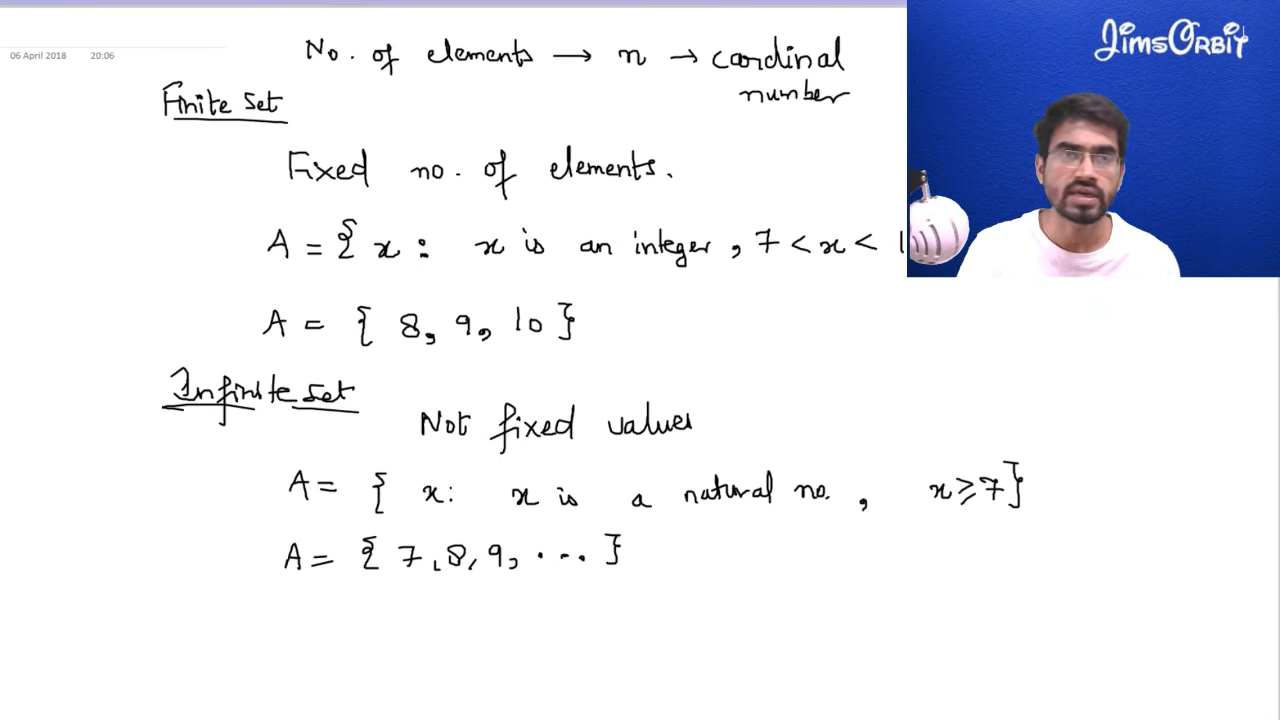 06 April 2018 20:06
JimsOrbit
No. of elements → n → cardinal
number
Finite set
Fixed no. of elements.
A = { x : x is an integer, 7 < x < 1
A = { 8, 9, 10 }
Infinite set
Not fixed values
A = { x: x is a natural no., x ≥ 7 }
A = { 7, 8, 9, .... }